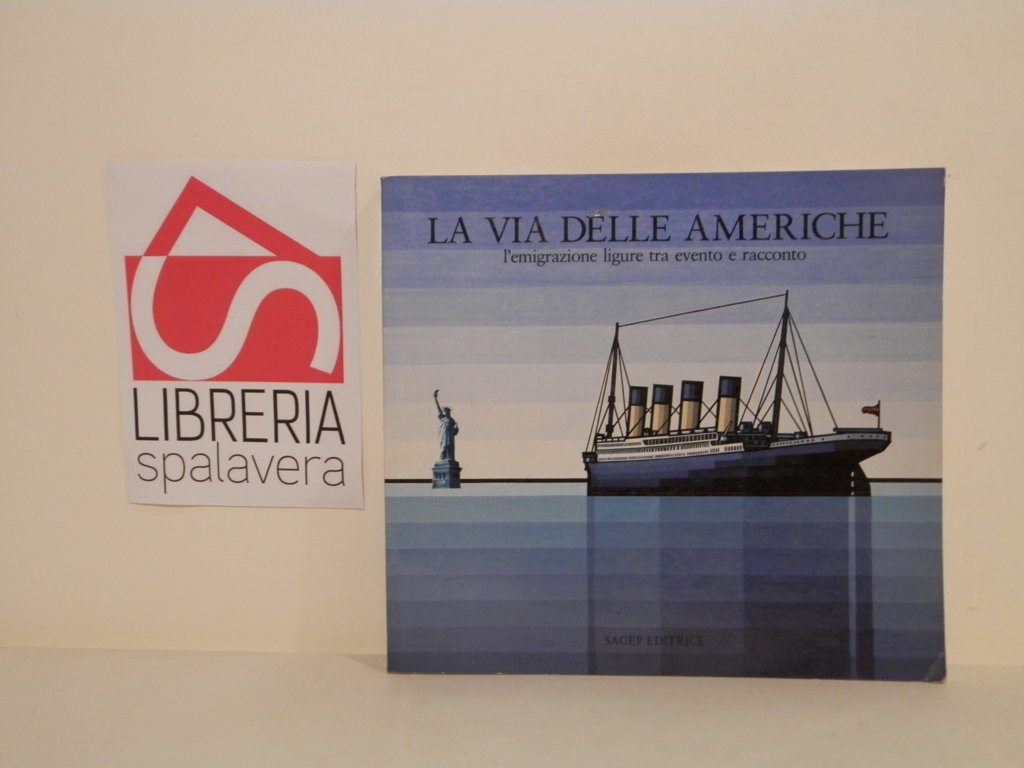 LIBRERIA
spalavera
LA VIA DELLE AMERICHE
l'emigrazione ligure tra evento e racconto
SAGEP EDITRICE